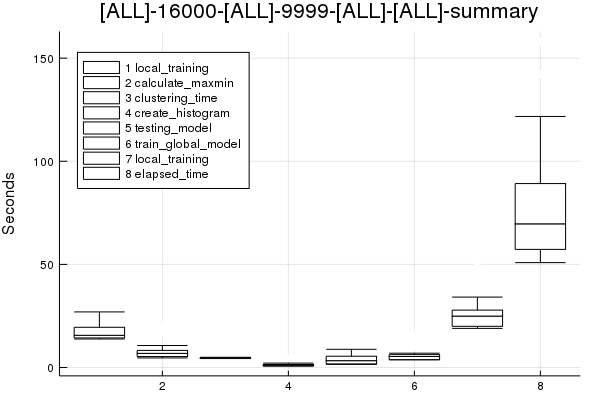 [ALL]-16000-[ALL]-9999-[ALL]-[ALL]-summary
150
1 local_training
2 calculate_maxmin
3 clustering_time
4 create_histogram
5 testing_model
6 train_global_model
7 local_training
8 elapsed_time
100
Seconds
50
0
2 4 6 8